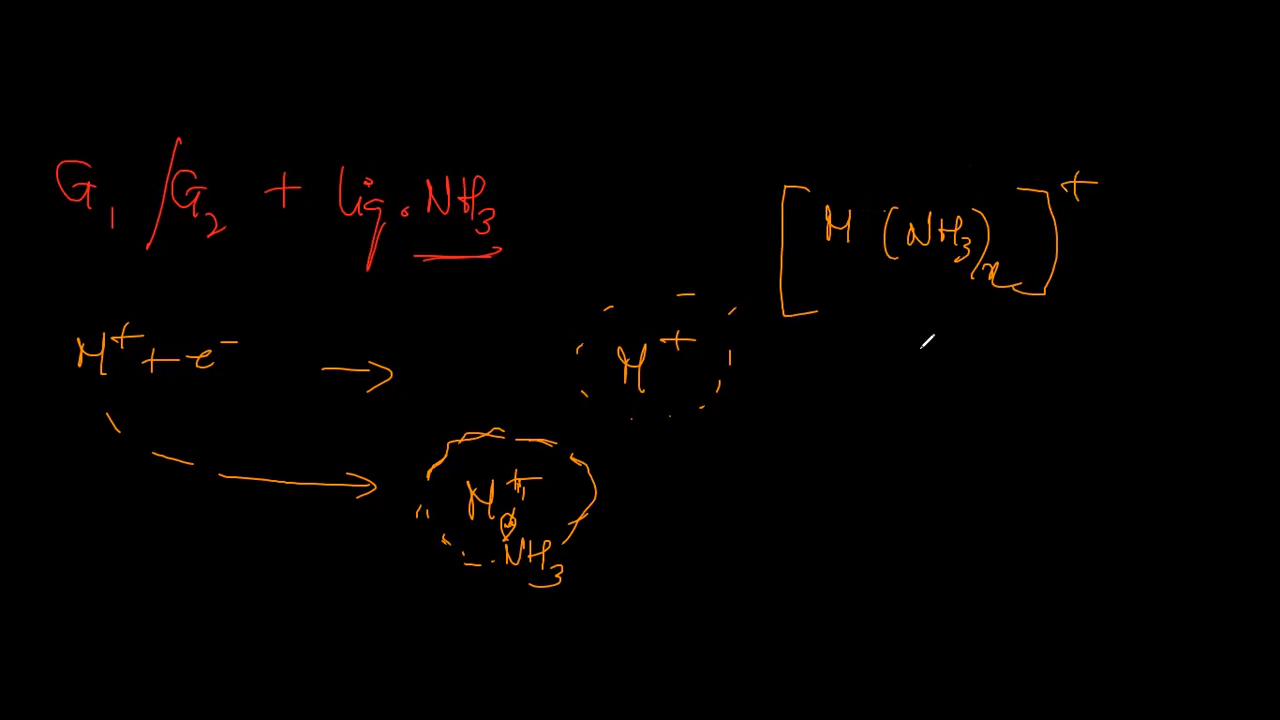 G₁/G₂ + liq. NH₃
[M(NH₃)ₓ]⁺
M⁺ + e⁻ → M⁺
M⁺
NH₃